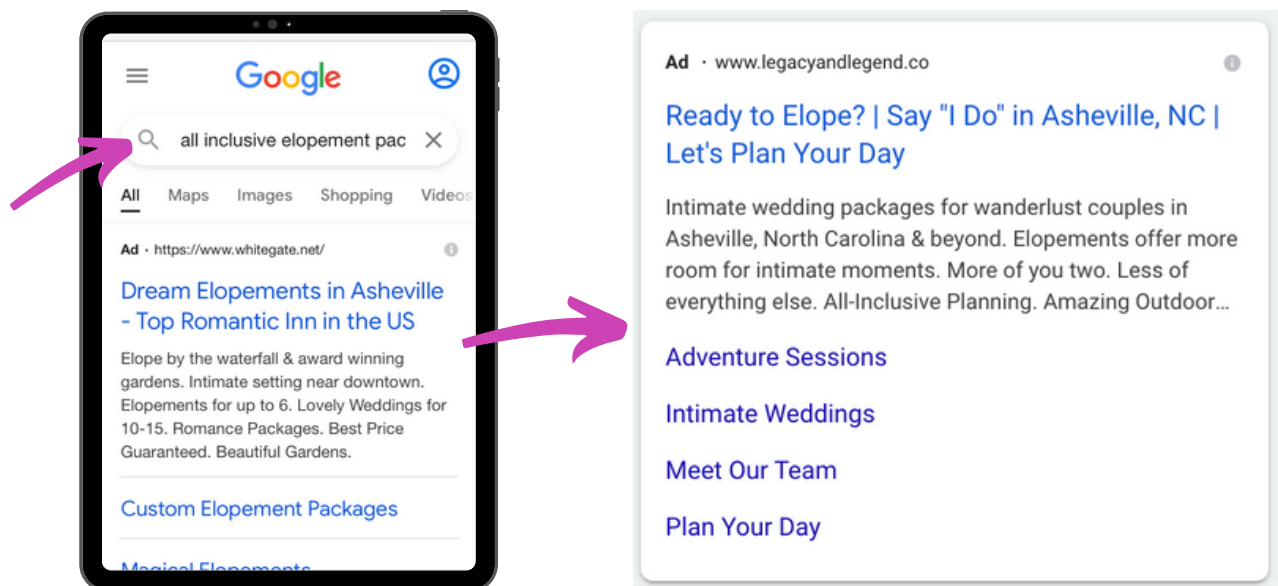 Google
all inclusive elopement pac
All Maps Images Shopping Videos
Ad · https://www.whitegate.net/
Dream Elopements in Asheville
- Top Romantic Inn in the US
Elope by the waterfall & award winning
gardens. Intimate setting near downtown.
Elopements for up to 6. Lovely Weddings for
10-15. Romance Packages. Best Price
Guaranteed. Beautiful Gardens.
Custom Elopement Packages
Magical Elopements
Ad · www.legacyandlegend.co
Ready to Elope? | Say "I Do" in Asheville, NC |
Let's Plan Your Day
Intimate wedding packages for wanderlust couples in
Asheville, North Carolina & beyond. Elopements offer more
room for intimate moments. More of you two. Less of
everything else. All-Inclusive Planning. Amazing Outdoor...
Adventure Sessions
Intimate Weddings
Meet Our Team
Plan Your Day